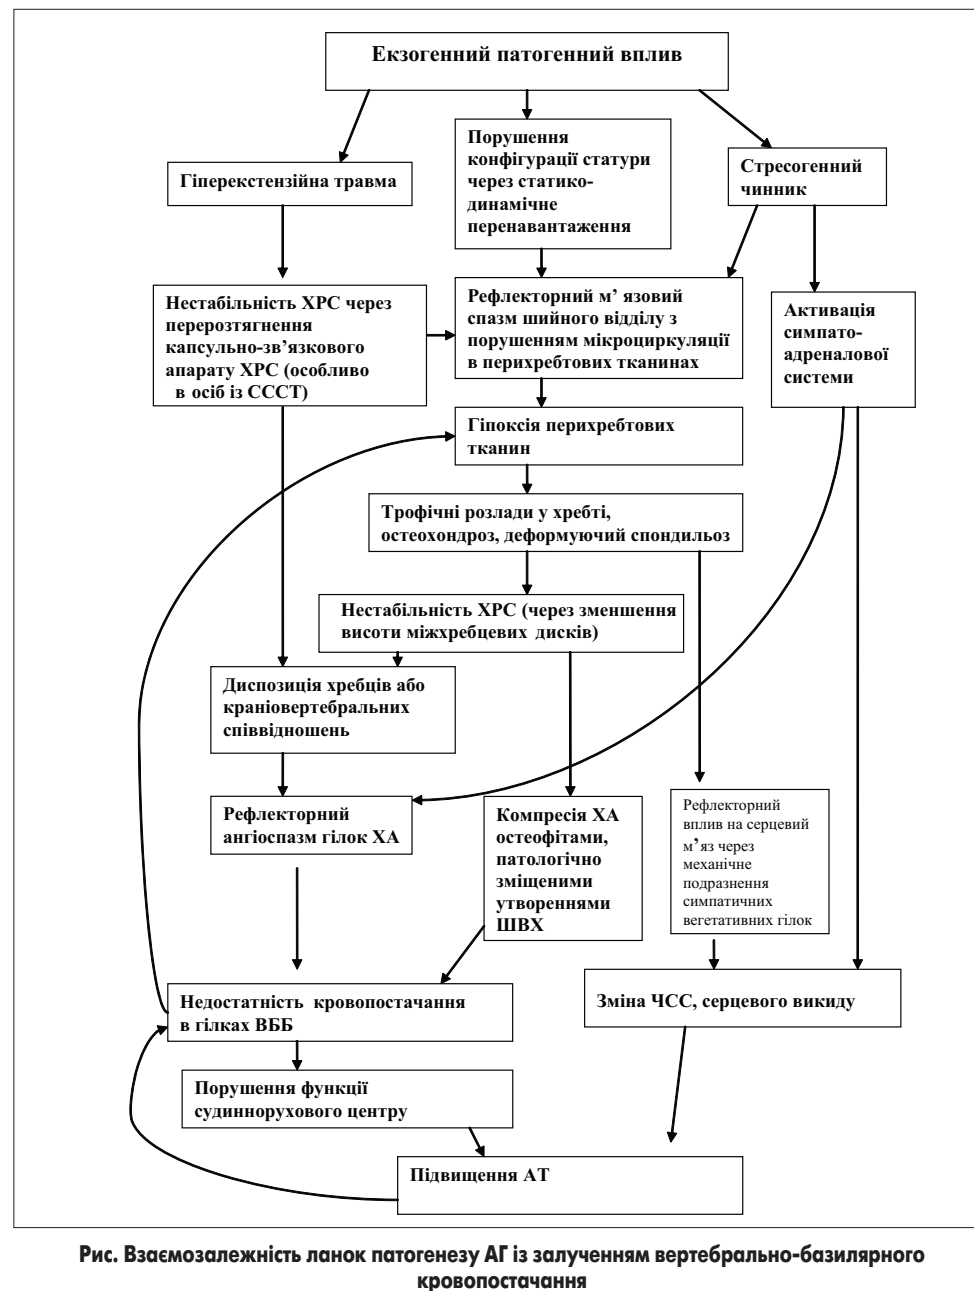 Екзогенний патогенний вплив
Гіперекстензійна травма
Порушення
конфігурації статури
через статико-
динамічне
перенавантаження
Стресогенний
чинник
Нестабільність ХРС через
перерозтягнення
капсульно-зв’язкового
апарату ХРС (особливо
в осіб із СССТ)
Рефлекторний м’ язовий
спазм шийного відділу з
порушенням мікроциркуляції
в перихребтових тканинах
Активація
симпато-
адреналової
системи
Гіпоксія перихребтових
тканин
Трофічні розлади у хребті,
остеохондроз, деформуючий спондильоз
Нестабільність ХРС (через зменшення
висоти міжхребцевих дисків)
Диспозиція хребців або
краніовертебральних
співвідношень
Рефлекторний
ангіоспазм гілок ХА
Компресія ХА
остеофітами,
патологічно
зміщеними
утвореннями
ШВХ
Рефлекторний
вплив на серцевий
м’яз через
механічне
подразнення
симпатичних
вегетативних гілок
Недостатність кровопостачання
в гілках ВББ
Зміна ЧСС, серцевого викиду
Порушення функції
судиннорухового центру
Підвищення АТ
Рис. Взаємозалежність ланок патогенезу АГ із залученням вертебрально-базилярного
кровопостачання